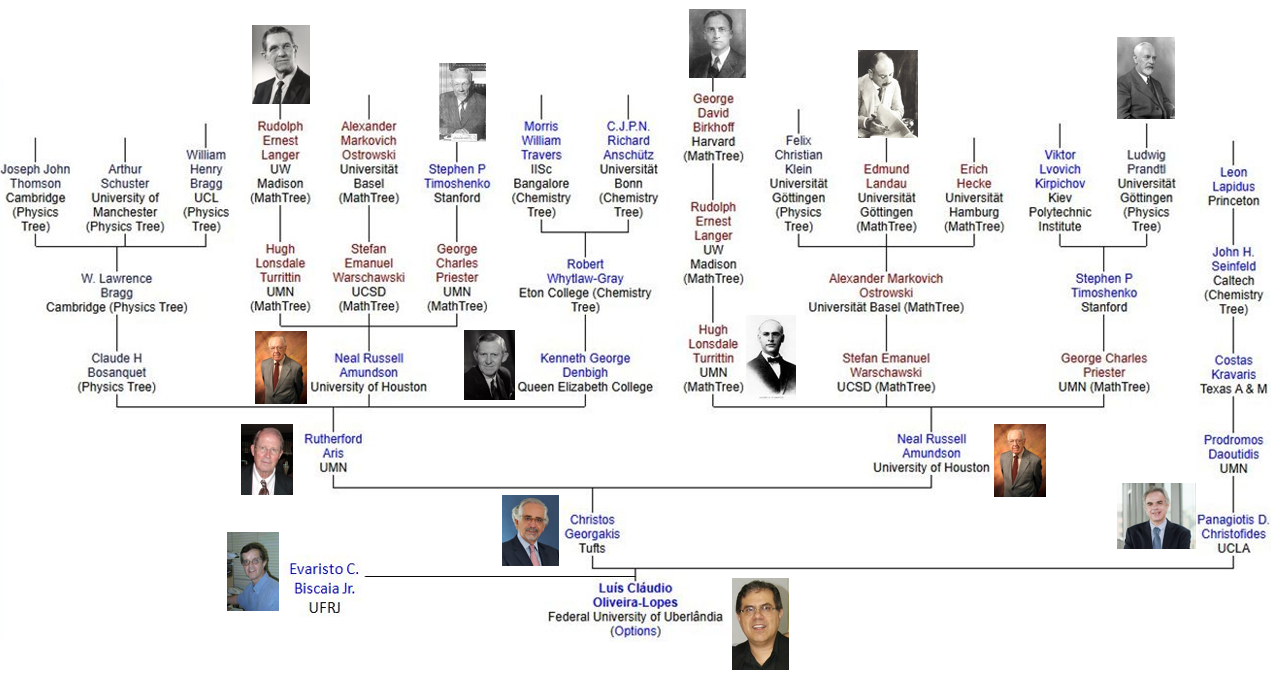 George
David
Birkhoff
Harvard
(MathTree)
Rudolph
Ernest
Langer
UW
Madison
(MathTree)
Alexander
Markovich
Ostrowski
Universität
Basel
(MathTree)
Stephen P
Timoshenko
Stanford
Morris
William
Travers
IISc
Bangalore
(Chemistry
Tree)
C.J.P.N.
Richard
Anschütz
Universität
Bonn
(Chemistry
Tree)
Joseph John
Thomson
Cambridge
(Physics
Tree)
Arthur
Schuster
University of
Manchester
(Physics Tree)
William
Henry
Bragg
UCL
(Physics
Tree)
Felix
Christian
Klein
Universität
Göttingen
(Physics
Tree)
Edmund
Landau
Universität
Göttingen
(MathTree)
Erich
Hecke
Universität
Hamburg
(MathTree)
Viktor
Lvovich
Kirpichov
Kiev
Polytechnic
Institute
Ludwig
Prandtl
Universität
Göttingen
(Physics
Tree)
Leon
Lapidus
Princeton
W. Lawrence
Bragg
Cambridge (Physics Tree)
Hugh
Lonsdale
Turrittin
UMN
(MathTree)
Stefan
Emanuel
Warschawski
UCSD
(MathTree)
George
Charles
Priester
UMN
(MathTree)
Robert
Whytlaw-Gray
Eton College (Chemistry
Tree)
Rudolph
Ernest
Langer
UW
Madison
(MathTree)
Alexander Markovich
Ostrowski
Universität Basel (MathTree)
Stephen P
Timoshenko
Stanford
John H.
Seinfeld
Caltech
(Chemistry
Tree)
Claude H
Bosanquet
(Physics Tree)
Neal Russell
Amundson
University of Houston
Kenneth George
Denbigh
Queen Elizabeth College
Hugh
Lonsdale
Turrittin
UMN
(MathTree)
Stefan Emanuel
Warschawski
UCSD (MathTree)
George Charles
Priester
UMN (MathTree)
Costas
Kravaris
Texas A & M
Rutherford
Aris
UMN
Neal Russell
Amundson
University of Houston
Prodromos
Daoutidis
UMN
Christos
Georgakis
Tufts
Panagiotis D.
Christofides
UCLA
Evaristo C.
Biscaia Jr.
UFRJ
Luís Cláudio
Oliveira-Lopes
Federal University of Uberlândia
(Options)